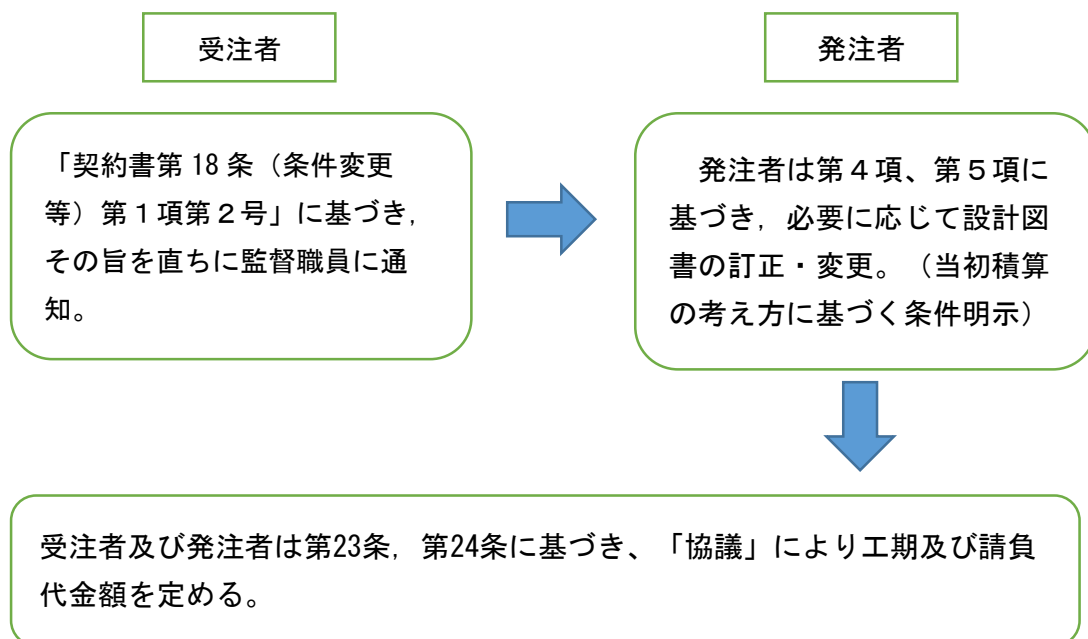 受注者
発注者
「契約書第 18 条（条件変更
等）第１項第２号」に基づき，
その旨を直ちに監督職員に通
知。
　発注者は第４項、第５項に
基づき，必要に応じて設計図
書の訂正・変更。（当初積算
の考え方に基づく条件明示）
受注者及び発注者は第23条，第24条に基づき、「協議」により工期及び請負
代金額を定める。